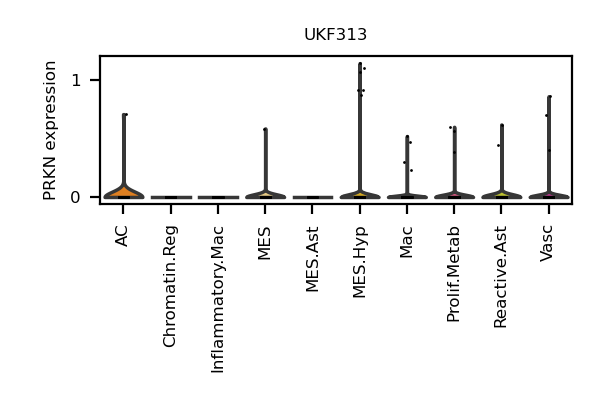 UKF313
PRKN expression
1
0
AC
Chromatin.Reg
Inflammatory.Mac
MES
MES.Ast
MES.Hyp
Mac
Prolif.Metab
Reactive.Ast
Vasc